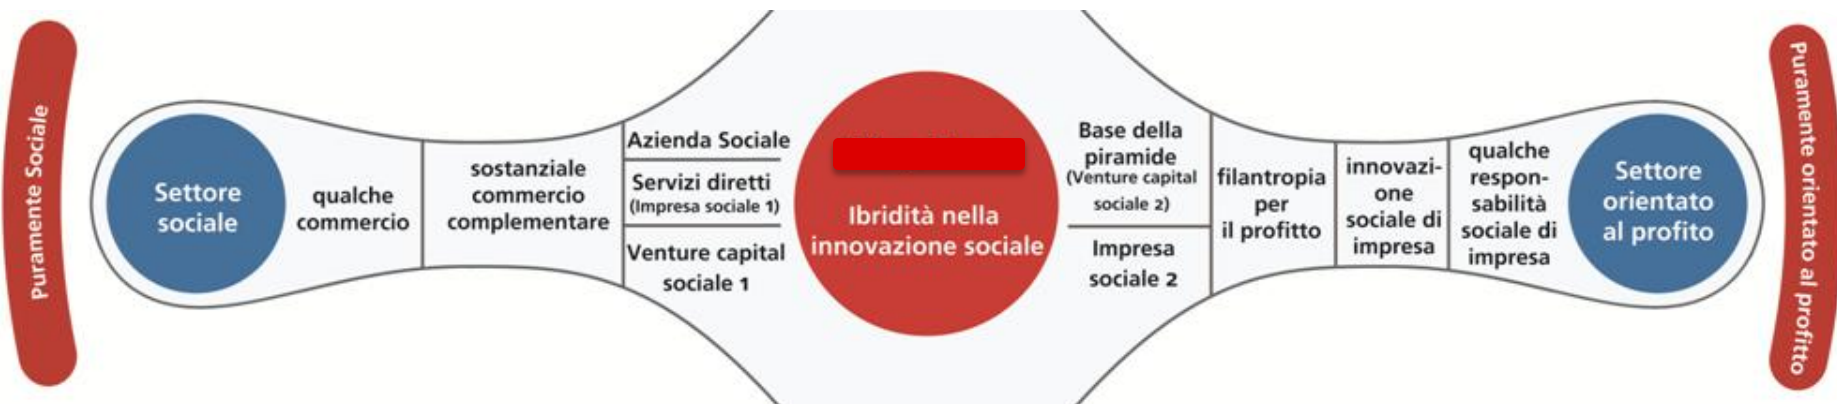 Puramente Sociale
Settore
sociale
qualche
commercio
sostanziale
commercio
complementare
Azienda Sociale
Servizi diretti
(Impresa sociale 1)
Venture capital
sociale 1
Ibridità nella
innovazione sociale
Base della
piramide
(Venture capital
sociale 2)
Impresa
sociale 2
filantropia
per
il profitto
innovazi-
one
sociale di
impresa
qualche
respon-
sabilità
sociale di
impresa
Settore
orientato
al profito
Puramente orientato al profitto